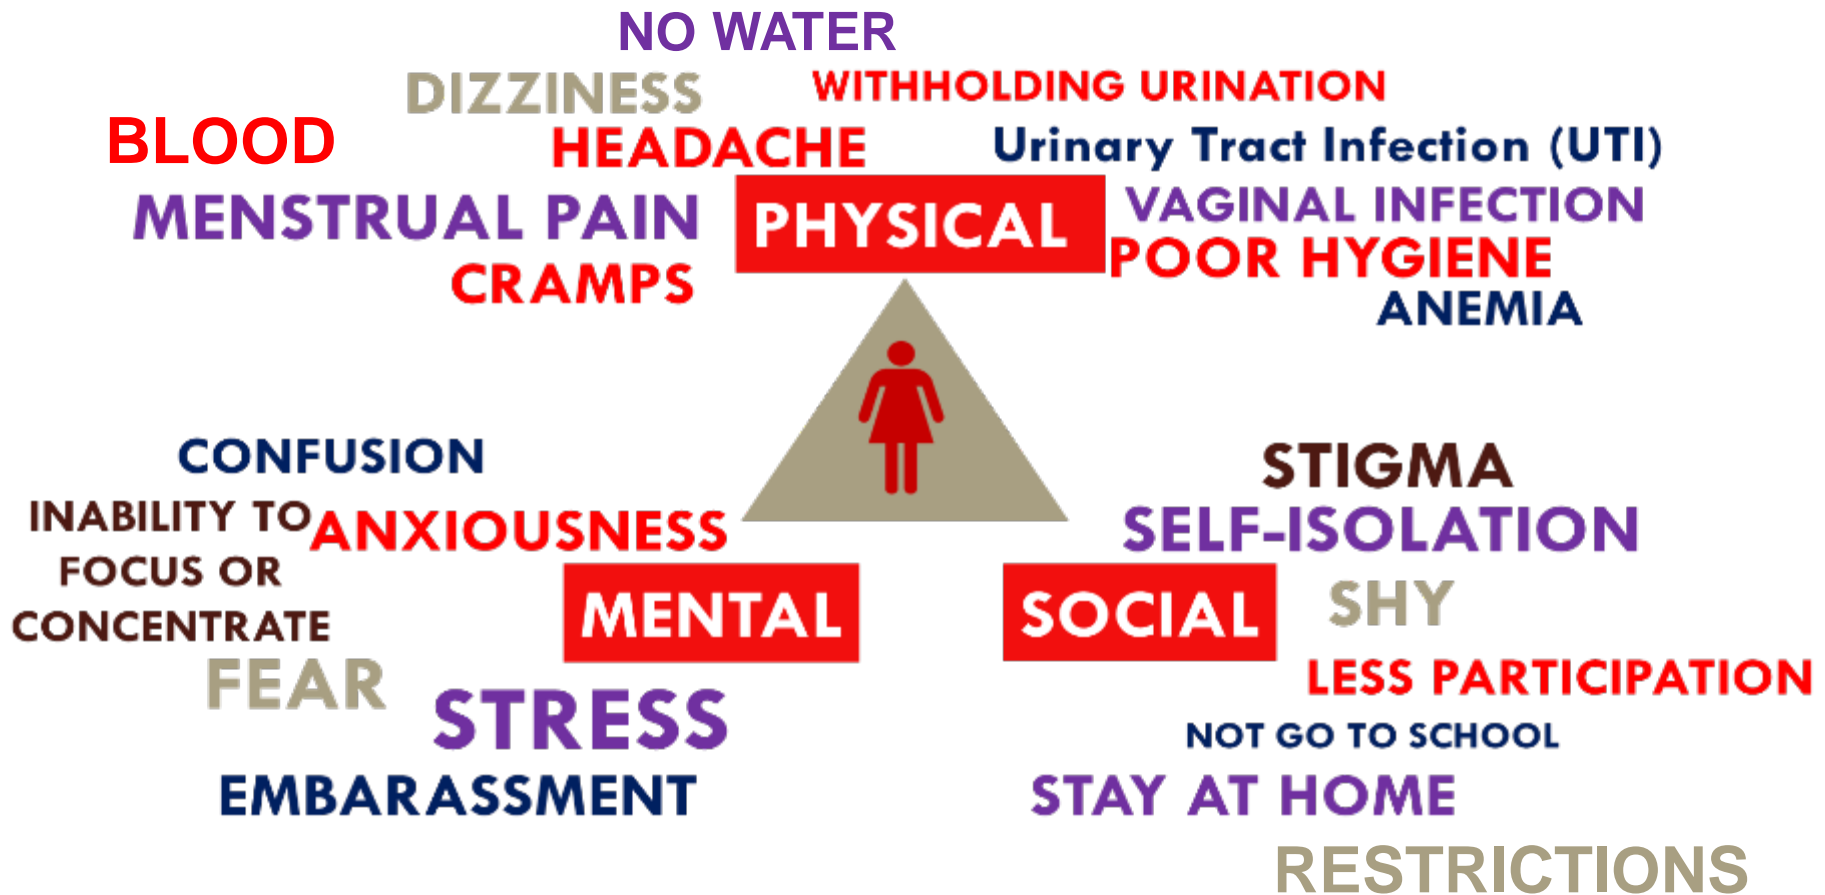 NO WATER
DIZZINESS
WITHHOLDING URINATION
BLOOD
HEADACHE
Urinary Tract Infection (UTI)
MENSTRUAL PAIN
PHYSICAL
VAGINAL INFECTION
POOR HYGIENE
CRAMPS
ANEMIA
CONFUSION
INABILITY TO
FOCUS OR
CONCENTRATE
ANXIOUSNESS
MENTAL
FEAR
STRESS
EMBARASSMENT
STIGMA
SELF-ISOLATION
SOCIAL
SHY
LESS PARTICIPATION
NOT GO TO SCHOOL
STAY AT HOME
RESTRICTIONS